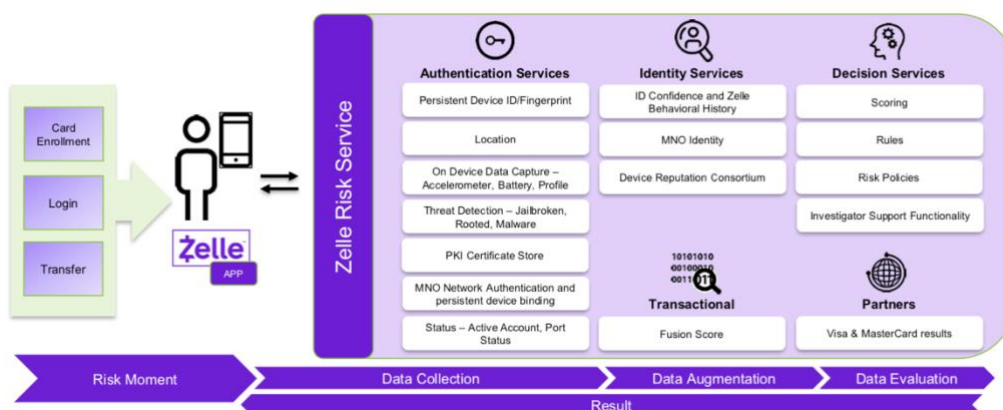 Card
Enrollment
Login
Transfer
Zelle
APP
Zelle Risk Service
Authentication Services
Persistent Device ID/Fingerprint
Location
On Device Data Capture –
Accelerometer, Battery, Profile
Threat Detection – Jailbroken,
Rooted, Malware
PKI Certificate Store
MNO Network Authentication and
persistent device binding
Status – Active Account, Port
Status
Identity Services
ID Confidence and Zelle
Behavioral History
MNO Identity
Device Reputation Consortium
10101010
00100010
0011011
Transactional
Fusion Score
Decision Services
Scoring
Rules
Risk Policies
Investigator Support Functionality
Partners
Visa & MasterCard results
Risk Moment
Data Collection
Data Augmentation
Data Evaluation
Result